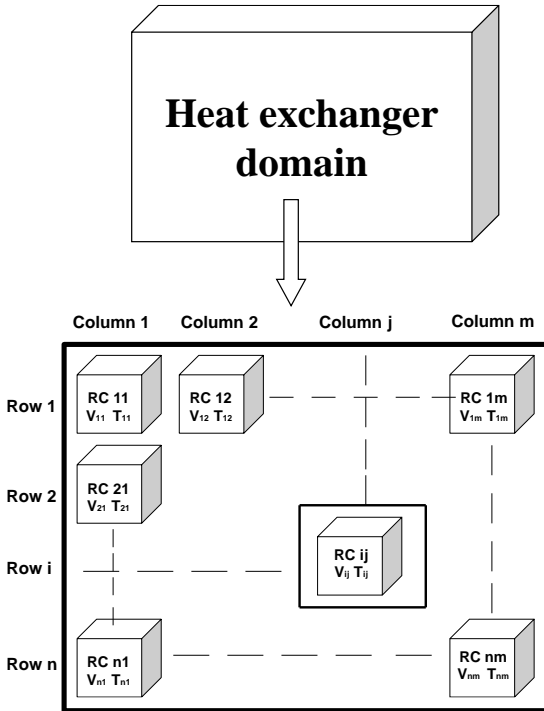 Heat exchanger
domain
Column 1 Column 2 Column j Column m
Row 1
RC 11
V11 T11
RC 12
V12 T12
RC 1m
V1m T1m
Row 2
RC 21
V21 T21
Row i
RC ij
Vij Tij
Row n
RC n1
Vn1 Tn1
RC nm
Vnm Tnm